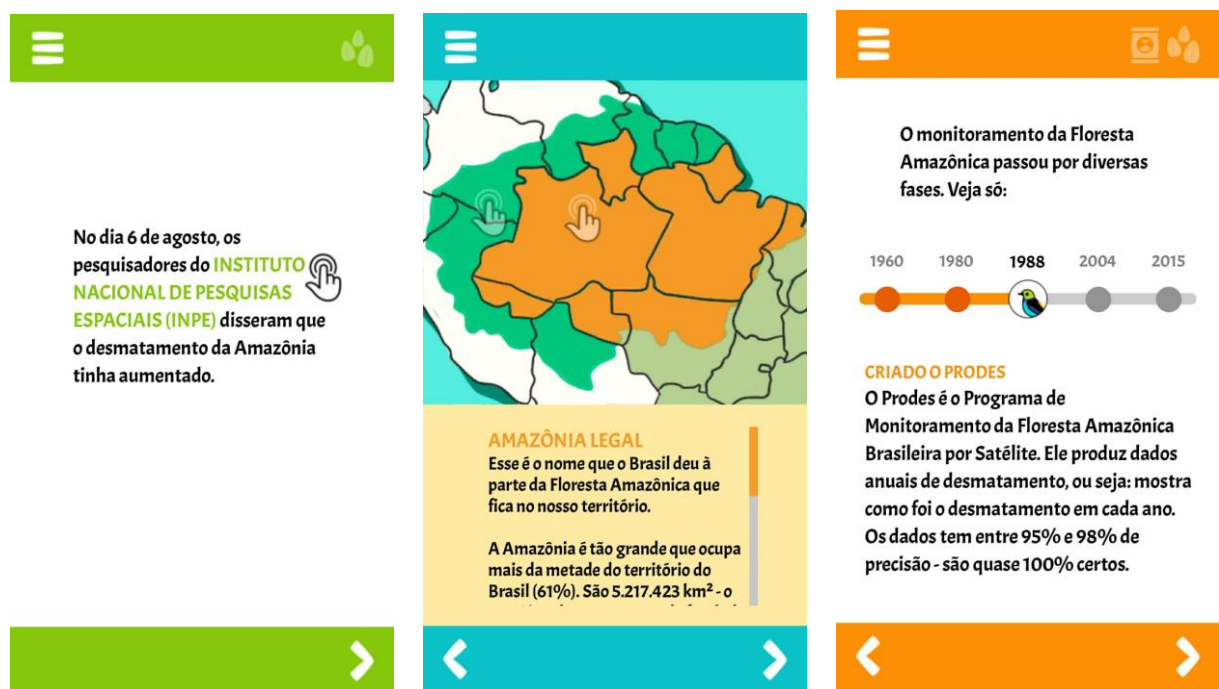 No dia 6 de agosto, os
pesquisadores do INSTITUTO
NACIONAL DE PESQUISAS
ESPACIAIS (INPE) disseram que
o desmatamento da Amazônia
tinha aumentado.
AMAZÔNIA LEGAL
Esse é o nome que o Brasil deu à
parte da Floresta Amazônica que
fica no nosso território.
A Amazônia é tão grande que ocupa
mais da metade do território do
Brasil (61%). São 5.217.423 km² - o
O monitoramento da Floresta
Amazônica passou por diversas
fases. Veja só:
1960 1980 1988 2004 2015
CRIADO O PRODES
O Prodes é o Programa de
Monitoramento da Floresta Amazônica
Brasileira por Satélite. Ele produz dados
anuais de desmatamento, ou seja: mostra
como foi o desmatamento em cada ano.
Os dados tem entre 95% e 98% de
precisão - são quase 100% certos.